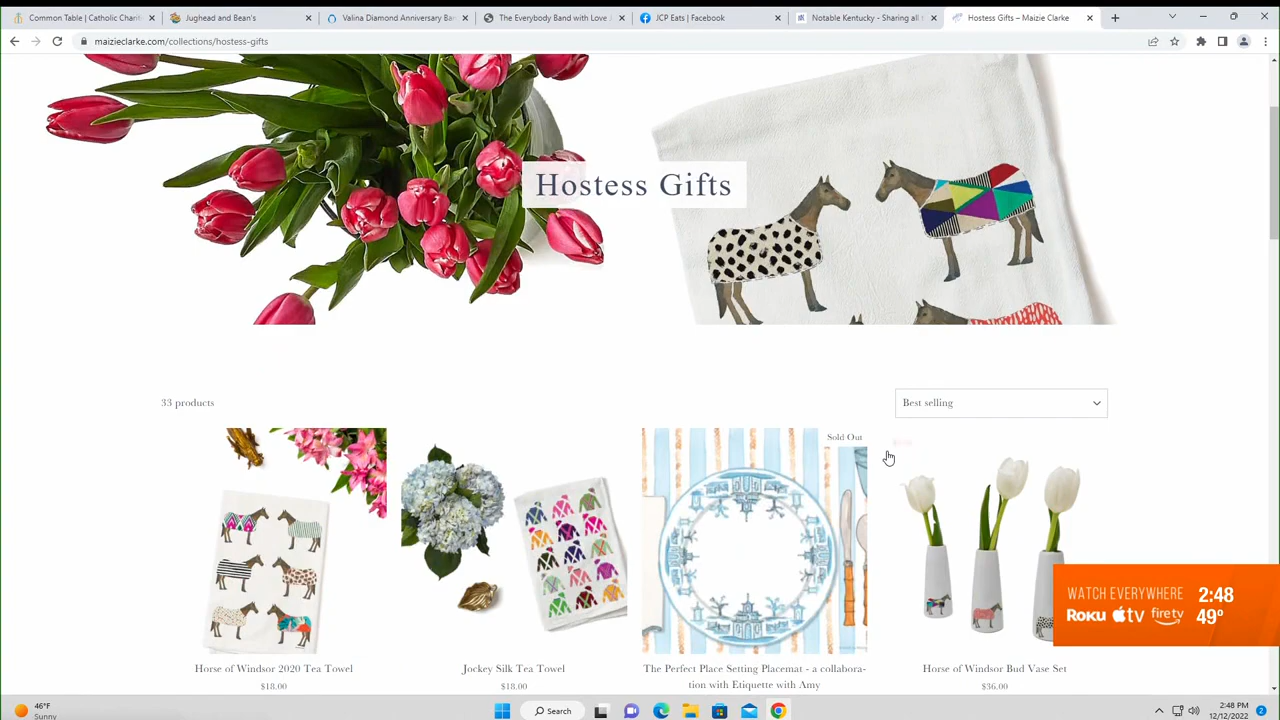 Common Table | Catholic Charit
Jughead and Bean's
Valina Diamond Anniversary Ban
The Everybody Band with Love J
JCP Eats | Facebook
Notable Kentucky - Sharing all t
Hostess Gifts – Maizie Clarke
maizieclarke.com/collections/hostess-gifts
Hostess Gifts
33 products
Best selling
Sold Out
WATCH EVERYWHERE 2:48
Roku tv firetv 49°
Horse of Windsor 2020 Tea Towel
$18.00
Jockey Silk Tea Towel
$18.00
The Perfect Place Setting Placemat - a collabora-
tion with Etiquette with Amy
Horse of Windsor Bud Vase Set
$36.00
46°F
Sunny
Search
2:48 PM
12/12/2022
2